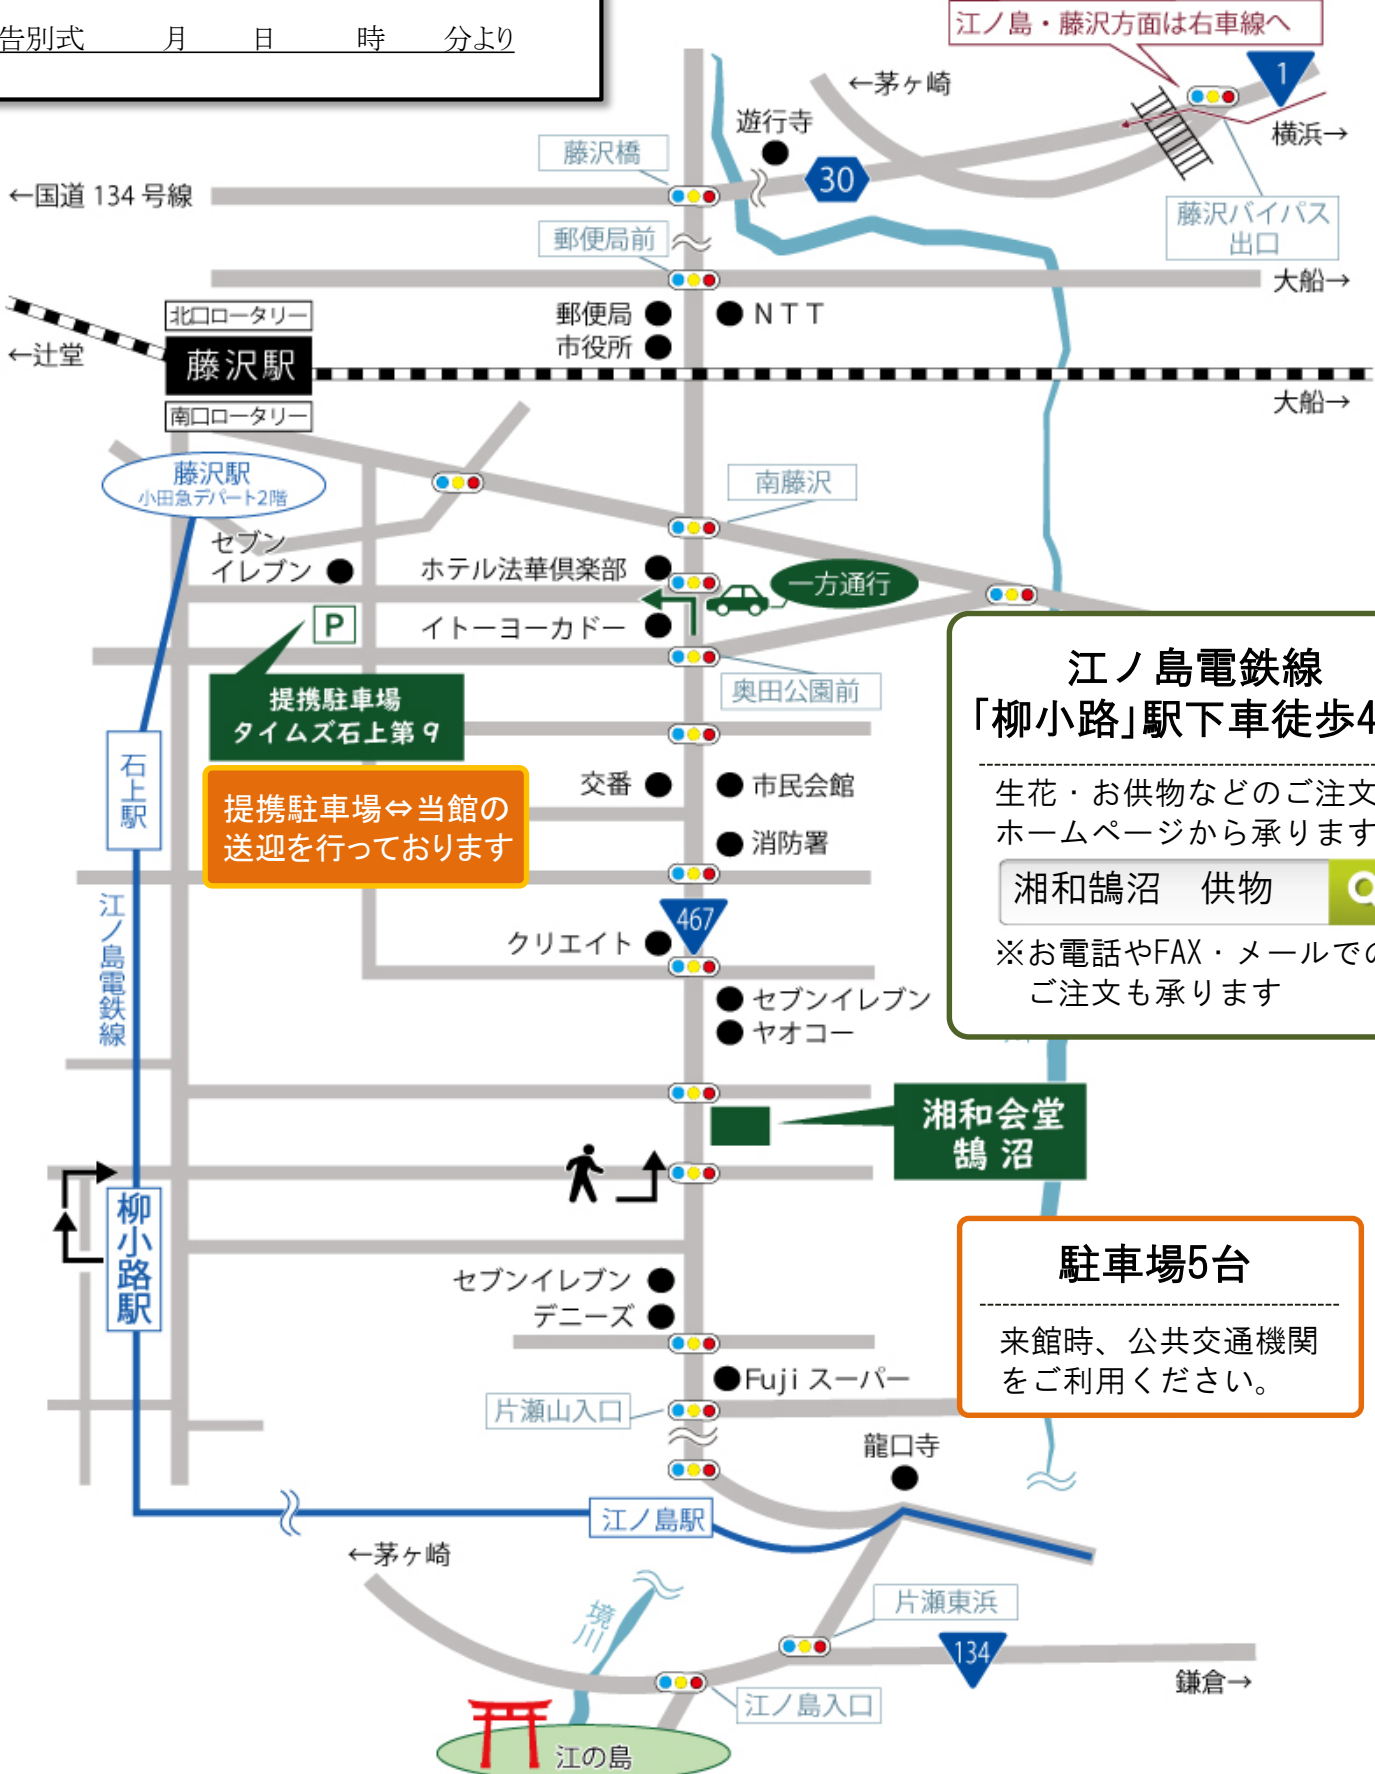 告別式　月　日　時　分より
江ノ島・藤沢方面は右車線へ
1
←茅ヶ崎
横浜→
遊行寺
藤沢橋
30
←国道134号線
藤沢バイパス
出口
郵便局前
大船→
北口ロータリー
郵便局
NTT
市役所
←辻堂
藤沢駅
大船→
南口ロータリー
藤沢駅
小田急デパート2階
南藤沢
セブン
イレブン
ホテル法華倶楽部
一方通行
P
イトーヨーカドー
奥田公園前
提携駐車場
タイムズ石上第9
江ノ島電鉄線
「柳小路」駅下車徒歩4
石上駅
提携駐車場⇔当館の
送迎を行っております
交番
市民会館
消防署
生花・お供物などのご注文
ホームページから承ります
湘和鵠沼　供物
※お電話やFAX・メールでの
ご注文も承ります
江ノ島電鉄線
467
クリエイト
セブンイレブン
ヤオコー
湘和会堂
鵠沼
柳小路駅
駐車場5台
来館時、公共交通機関
をご利用ください。
セブンイレブン
デニーズ
Fuji スーパー
片瀬山入口
龍口寺
江ノ島駅
←茅ヶ崎
境川
片瀬東浜
134
鎌倉→
江ノ島入口
江の島